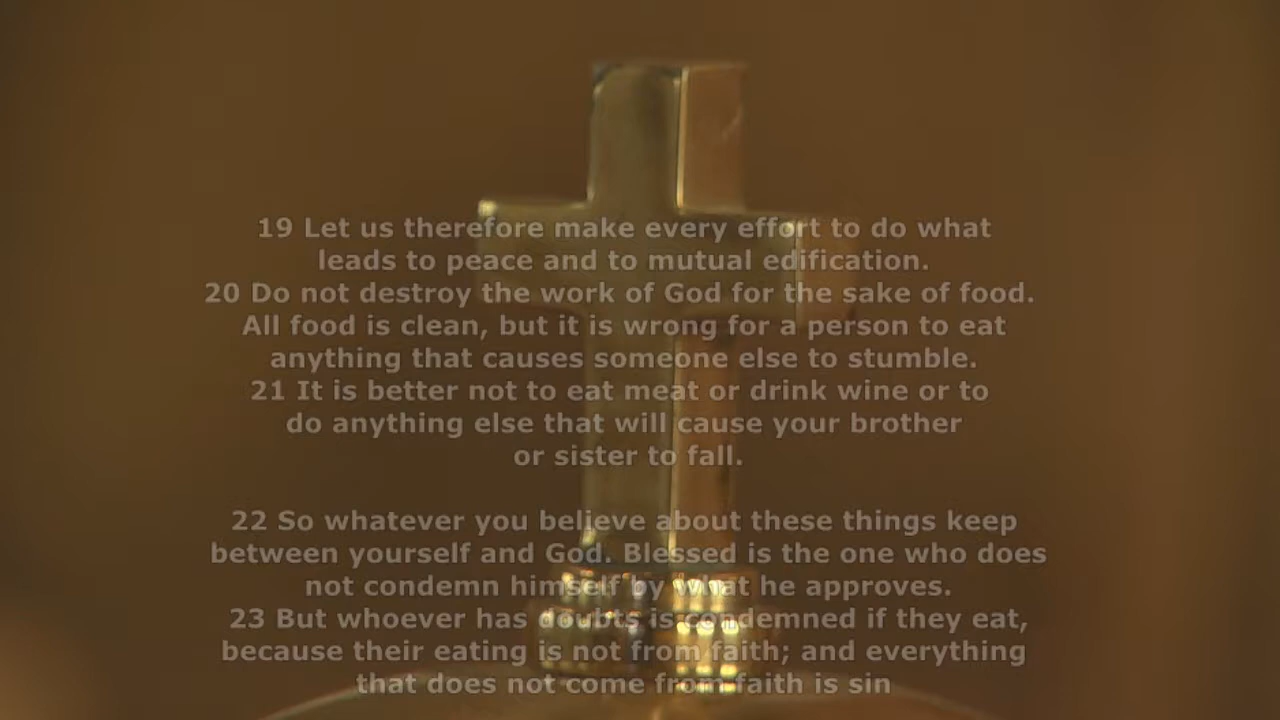 19 Let us therefore make every effort to do what
leads to peace and to mutual edification.
20 Do not destroy the work of God for the sake of food.
All food is clean, but it is wrong for a person to eat
anything that causes someone else to stumble.
21 It is better not to eat meat or drink wine or to
do anything else that will cause your brother
or sister to fall.
22 So whatever you believe about these things keep
between yourself and God. Blessed is the one who does
not condemn himself by what he approves.
23 But whoever has doubts is condemned if they eat,
because their eating is not from faith; and everything
that does not come from faith is sin